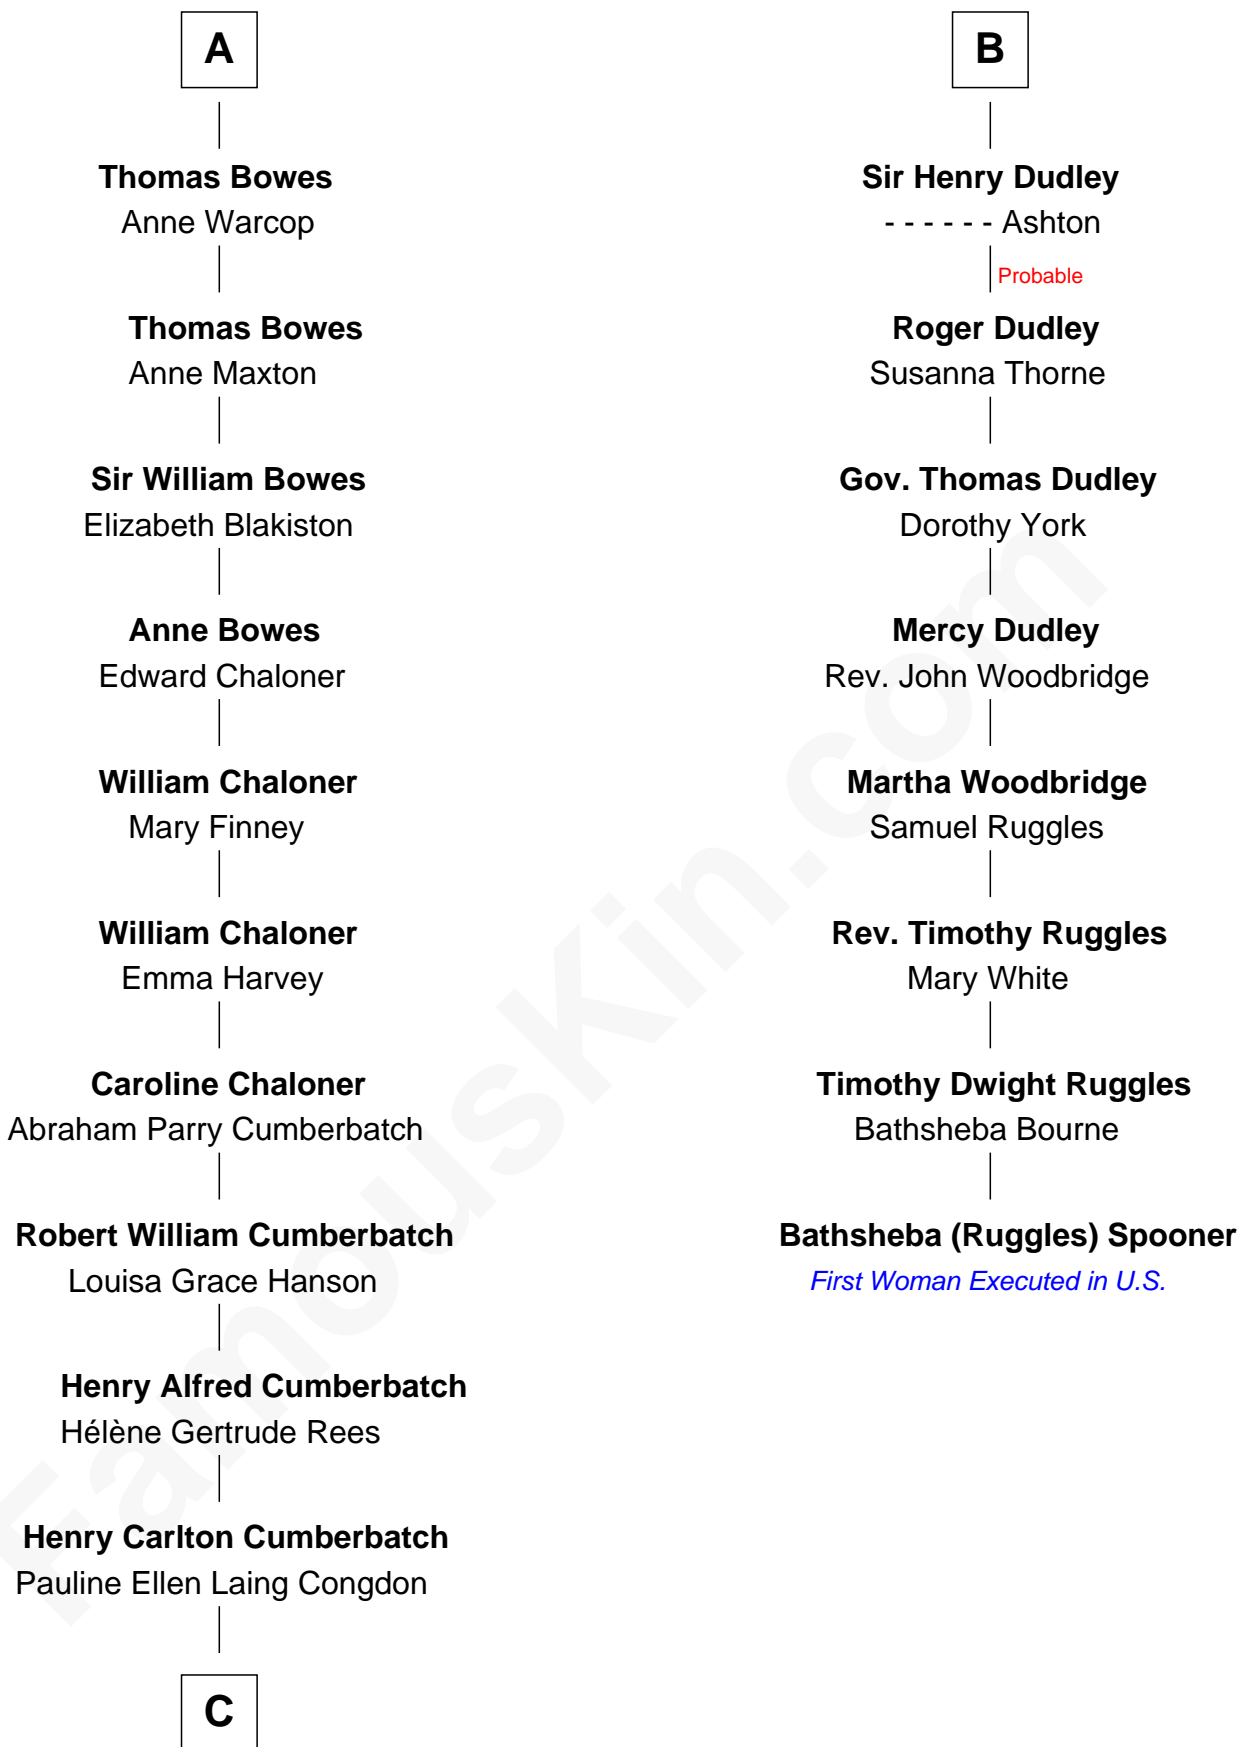 A
Thomas Bowes
Anne Warcop
Thomas Bowes
Anne Maxton
Sir William Bowes
Elizabeth Blakiston
Anne Bowes
Edward Chaloner
William Chaloner
Mary Finney
William Chaloner
Emma Harvey
Caroline Chaloner
Abraham Parry Cumberbatch
Robert William Cumberbatch
Louisa Grace Hanson
Henry Alfred Cumberbatch
Hélène Gertrude Rees
Henry Carlton Cumberbatch
Pauline Ellen Laing Congdon
C
B
Sir Henry Dudley
- - - - - - Ashton
Probable
Roger Dudley
Susanna Thorne
Gov. Thomas Dudley
Dorothy York
Mercy Dudley
Rev. John Woodbridge
Martha Woodbridge
Samuel Ruggles
Rev. Timothy Ruggles
Mary White
Timothy Dwight Ruggles
Bathsheba Bourne
Bathsheba (Ruggles) Spooner
First Woman Executed in U.S.
FamousKin.com